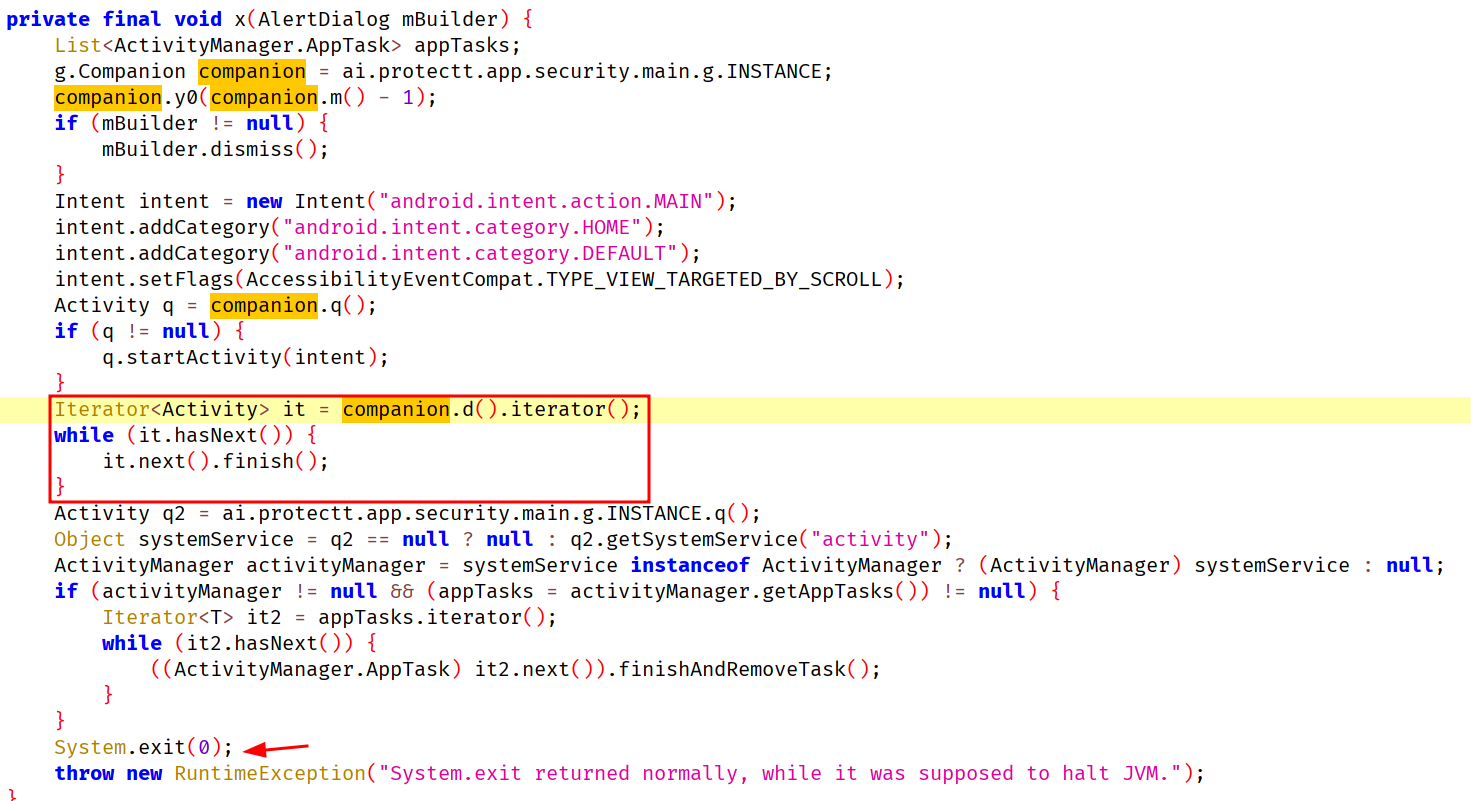 private final void x(AlertDialog mBuilder) {
    List<ActivityManager.AppTask> appTasks;
    g.Companion companion = ai.protectt.app.security.main.g.INSTANCE;
    companion.y0(companion.m() - 1);
    if (mBuilder != null) {
        mBuilder.dismiss();
    }
    Intent intent = new Intent("android.intent.action.MAIN");
    intent.addCategory("android.intent.category.HOME");
    intent.addCategory("android.intent.category.DEFAULT");
    intent.setFlags(AccessibilityEventCompat.TYPE_VIEW_TARGETED_BY_SCROLL);
    Activity q = companion.q();
    if (q != null) {
        q.startActivity(intent);
    }
    Iterator<Activity> it = companion.d().iterator();
    while (it.hasNext()) {
        it.next().finish();
    }
    Activity q2 = ai.protectt.app.security.main.g.INSTANCE.q();
    Object systemService = q2 == null ? null : q2.getSystemService("activity");
    ActivityManager activityManager = systemService instanceof ActivityManager ? (ActivityManager) systemService : null;
    if (activityManager != null && (appTasks = activityManager.getAppTasks()) != null) {
        Iterator<T> it2 = appTasks.iterator();
        while (it2.hasNext()) {
            ((ActivityManager.AppTask) it2.next()).finishAndRemoveTask();
        }
    }
    System.exit(0);
    throw new RuntimeException("System.exit returned normally, while it was supposed to halt JVM.");
}